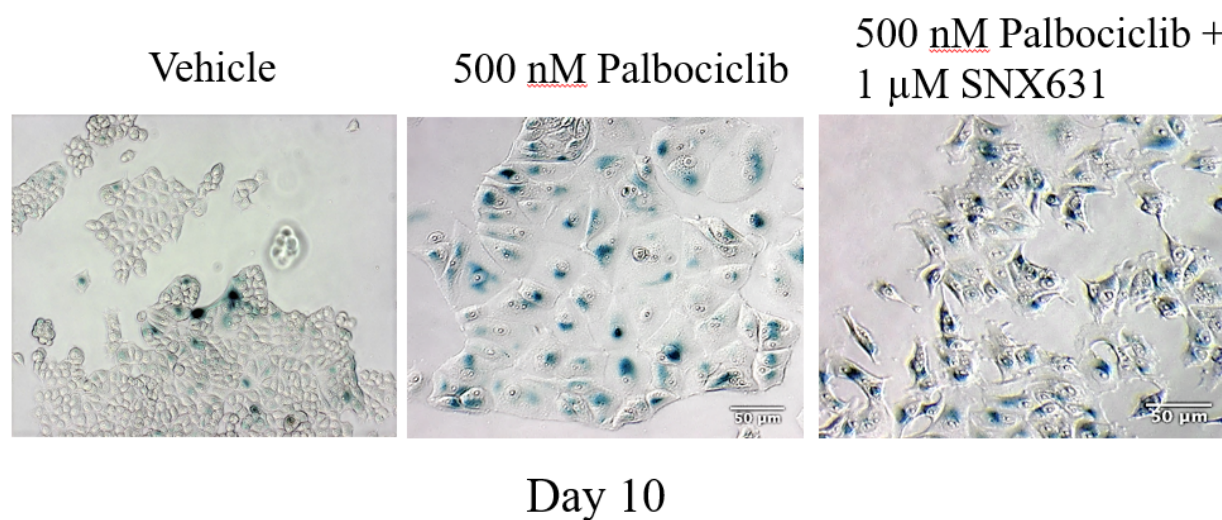 Vehicle
500 nM Palbociclib
500 nM Palbociclib +
1 µM SNX631
50 µm
50 µm
Day 10